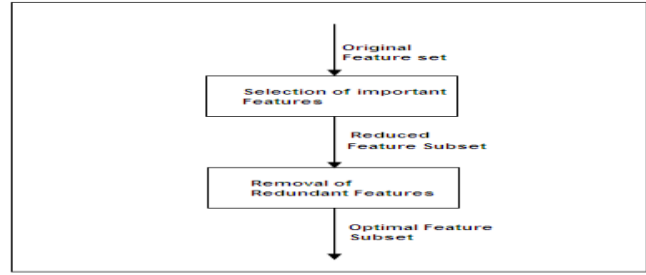 Original
Feature set
Selection of important
Features
Reduced
Feature Subset
Removal of
Redundant Features
Optimal Feature
Subset